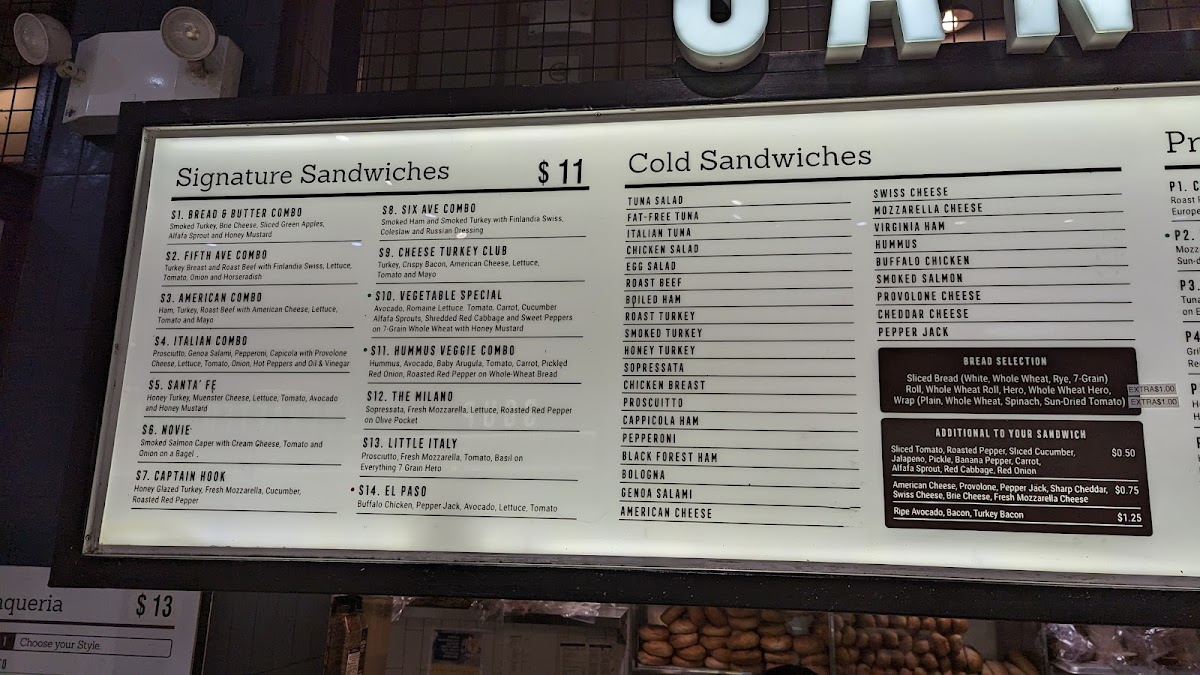 Signature Sandwiches $ 11
S1. BREAD & BUTTER COMBO
Smoked Turkey, Brie Cheese, Sliced Green Apples,
Alfafa Sprout and Honey Mustard
S2. FIFTH AVE COMBO
Turkey Breast and Roast Beef with Finlandia Swiss, Lettuce,
Tomato, Onion and Horseradish
S3. AMERICAN COMBO
Ham, Turkey, Roast Beef with American Cheese, Lettuce,
Tomato and Mayo
S4. ITALIAN COMBO
Prosciutto, Genoa Salami, Pepperoni, Capicola with Provolone
Cheese, Lettuce, Tomato, Onion, Hot Peppers and Oil & Vinegar
S5. SANTA' FE
Honey Turkey, Muenster Cheese, Lettuce, Tomato, Avocado
and Honey Mustard
S6. NOVIE
Smoked Salmon Caper with Cream Cheese, Tomato and
Onion on a Bagel .
S7. CAPTAIN HOOK
Honey Glazed Turkey, Fresh Mozzarella, Cucumber,
Roasted Red Pepper
S8. SIX AVE COMBO
Smoked Ham and Smoked Turkey with Finlandia Swiss,
Coleslaw and Russian Dressing
S9. CHEESE TURKEY CLUB
Turkey, Crispy Bacon, American Cheese, Lettuce,
Tomato and Mayo
• S10. VEGETABLE SPECIAL
Avocado, Romaine Lettuce. Tomato, Carrot, Cucumber
Alfafa Sprouts, Shredded Red Cabbage and Sweet Peppers
on 7-Grain Whole Wheat with Honey Mustard
• S11. HUMMUS VEGGIE COMBO
Hummus, Avocado, Baby Arugula, Tomato, Carrot, Pickled
Red Onion, Roasted Red Pepper on Whole-Wheat Bread
S12. THE MILANO
Sopressata, Fresh Mozzarella, Lettuce, Roasted Red Pepper
on Olive Pocket
S13. LITTLE ITALY
Prosciutto, Fresh Mozzarella, Tomato, Basil on
Everything 7 Grain Hero
• S14. EL PASO
Buffalo Chicken, Pepper Jack, Avocado, Lettuce, Tomato
Cold Sandwiches
TUNA SALAD
FAT-FREE TUNA
ITALIAN TUNA
CHICKEN SALAD
EGG SALAD
ROAST BEEF
BOILED HAM
ROAST TURKEY
SMOKED TURKEY
HONEY TURKEY
SOPRESSATA
CHICKEN BREAST
PROSCUITTO
CAPPICOLA HAM
PEPPERONI
BLACK FOREST HAM
BOLOGNA
GENOA SALAMI
AMERICAN CHEESE
SWISS CHEESE
MOZZARELLA CHEESE
VIRGINIA HAM
HUMMUS
BUFFALO CHICKEN
SMOKED SALMON
PROVOLONE CHEESE
CHEDDAR CHEESE
PEPPER JACK
BREAD SELECTION
Sliced Bread (White, Whole Wheat, Rye, 7-Grain)
Roll, Whole Wheat Roll, Hero, Whole Wheat Hero, EXTRA$1.00
Wrap (Plain, Whole Wheat, Spinach, Sun-Dried Tomato) EXTRA$1.00
ADDITIONAL TO YOUR SANDWICH
Sliced Tomato, Roasted Pepper, Sliced Cucumber, $0.50
Jalapeno, Pickle, Banana Pepper, Carrot,
Alfafa Sprout, Red Cabbage, Red Onion
American Cheese, Provolone, Pepper Jack, Sharp Cheddar, $0.75
Swiss Cheese, Brie Cheese, Fresh Mozzarella Cheese
Ripe Avocado, Bacon, Turkey Bacon $1.25
Pr
P1. C
Roast
Europe
• P2.
Mozz
Sun-d
P3.
Tuna
on E
P4
Gri
Re
P
queria $ 13
1 Choose your Style.